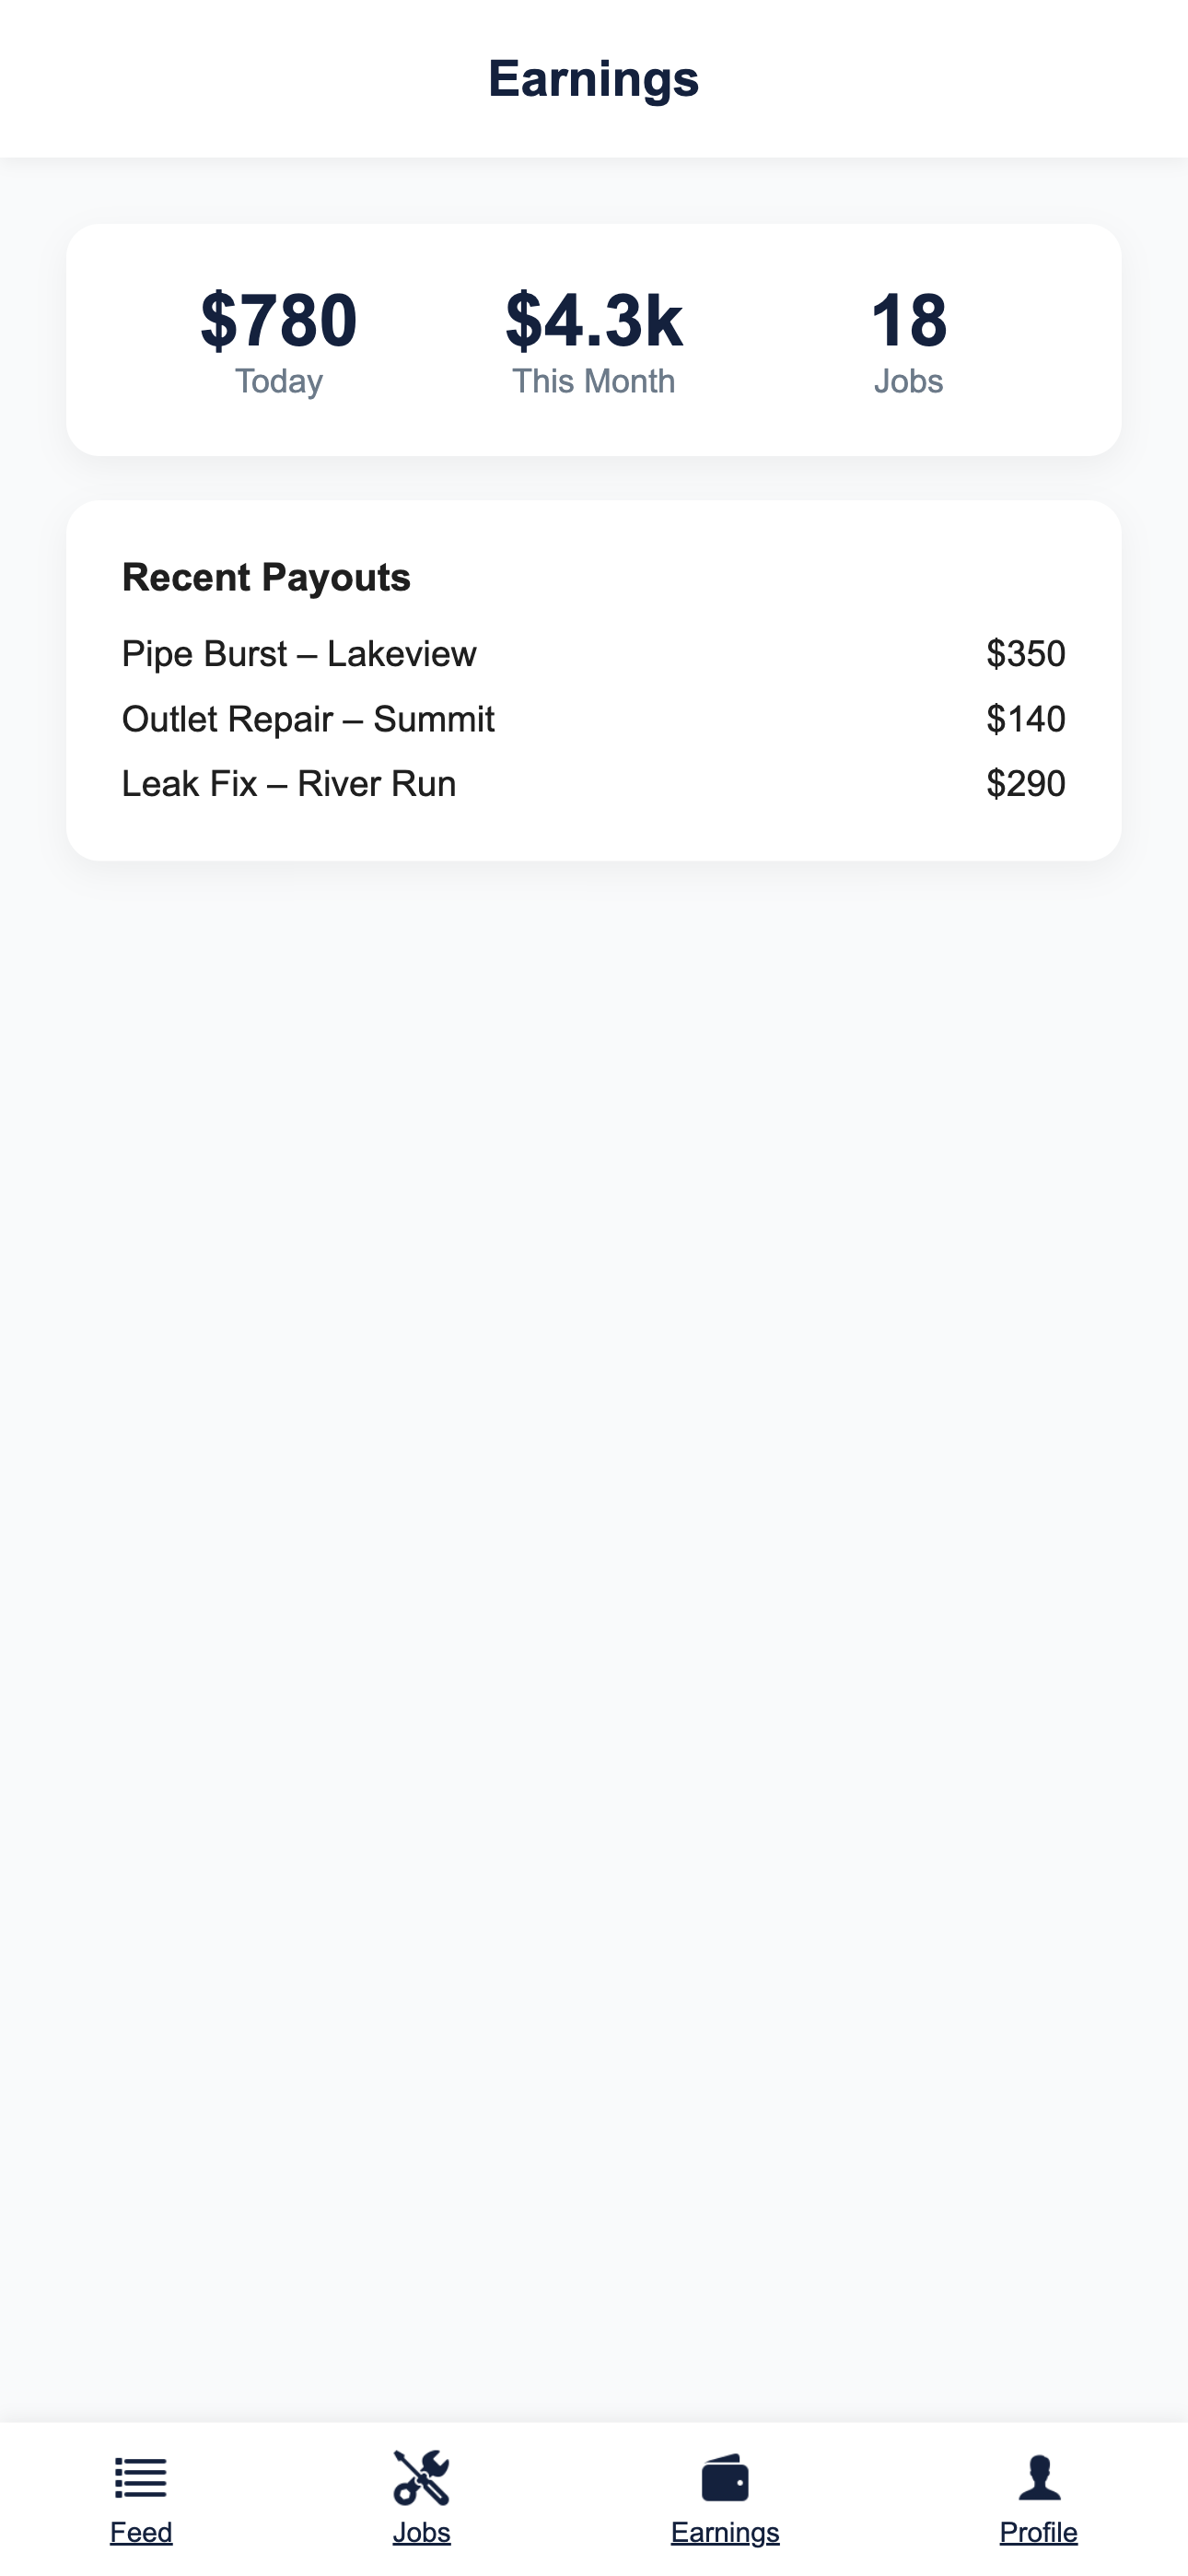 Earnings
$780 $4.3k 18
Today This Month Jobs
Recent Payouts
Pipe Burst – Lakeview $350
Outlet Repair – Summit $140
Leak Fix – River Run $290
Feed Jobs Earnings Profile